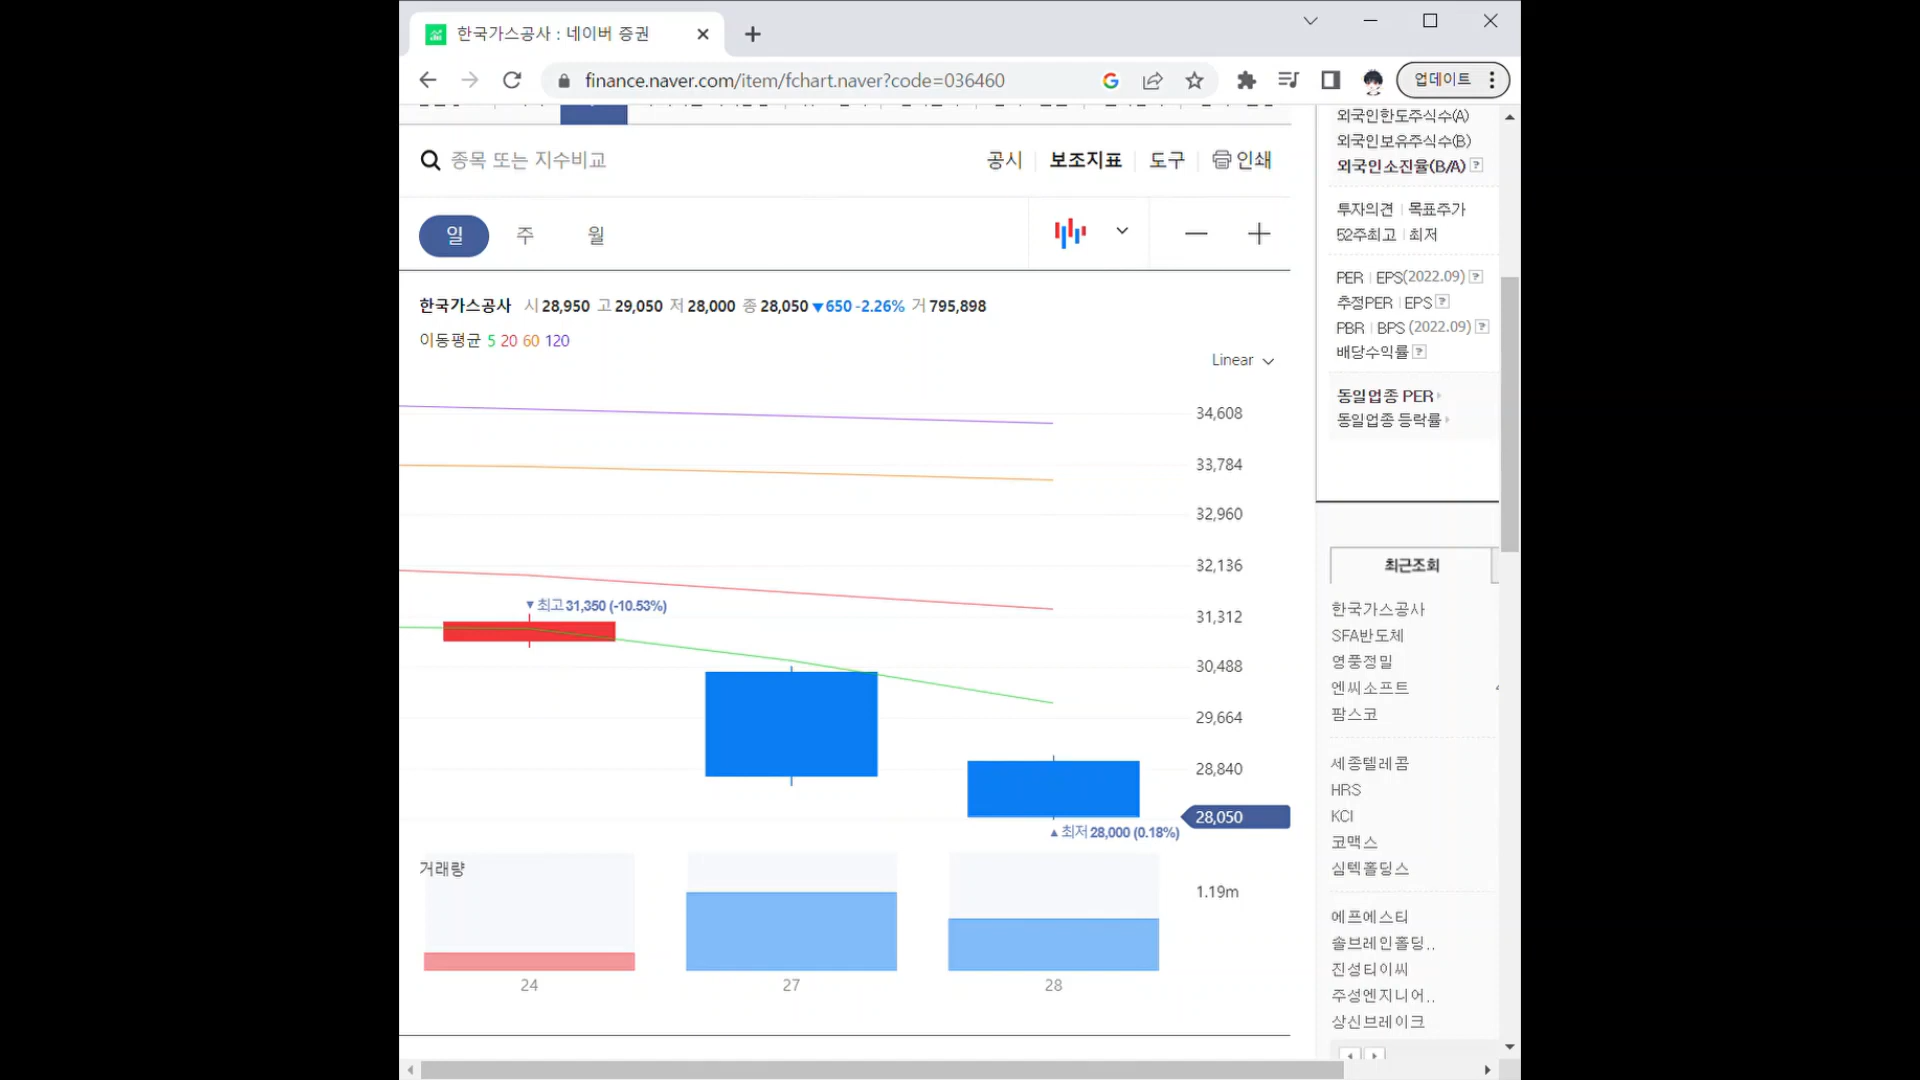 한국가스공사 : 네이버 증권
finance.naver.com/item/fchart.naver?code=036460
업데이트
종목 또는 지수비교
공시 보조지표 도구 인쇄
일 주 월
한국가스공사 시 28,950 고 29,050 저 28,000 종 28,050 ▼650 -2.26% 거 795,898
이동평균 5 20 60 120
Linear
34,608
33,784
32,960
32,136
▼최고 31,350 (-10.53%)
31,312
30,488
29,664
28,840
28,050
▲최저 28,000 (0.18%)
거래량
1.19m
24 27 28
외국인한도주식수(A)
외국인보유주식수(B)
외국인소진율(B/A) ?
투자의견 | 목표주가
52주최고 | 최저
PER | EPS(2022.09) ?
추정PER | EPS ?
PBR | BPS (2022.09) ?
배당수익률 ?
동일업종 PER
동일업종 등락률
최근조회
한국가스공사
SFA반도체
영풍정밀
엔씨소프트
팜스코
세종텔레콤
HRS
KCI
코맥스
심텍홀딩스
에프에스티
솔브레인홀딩..
진성티이씨
주성엔지니어..
상신브레이크